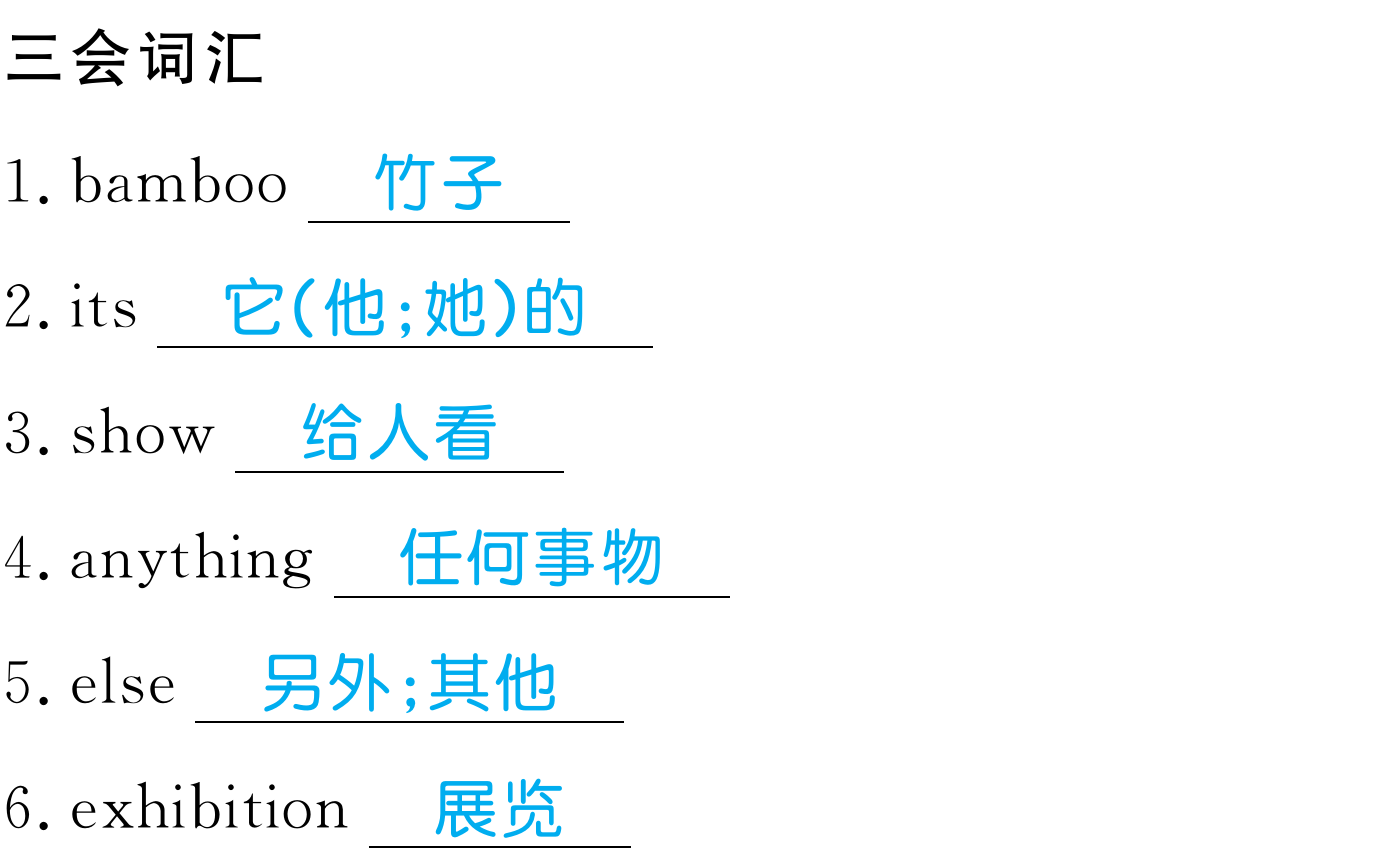 三会词汇
1. bamboo 竹子
2. its 它(他;她)的
3. show 给人看
4. anything 任何事物
5. else 另外;其他
6. exhibition 展览